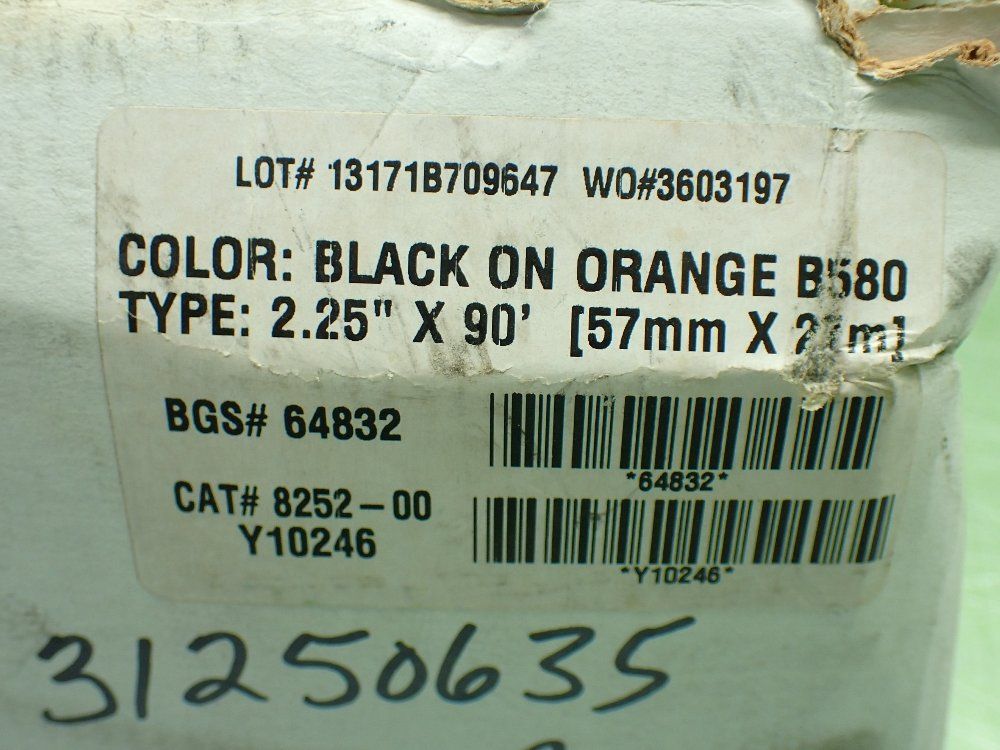 LOT# 13171B709647 WO#3603197
COLOR: BLACK ON ORANGE B580
TYPE: 2.25" X 90' [57mm X
BGS# 64832
*64832*
CAT# 8252-00
Y10246
*Y10246*
31250635